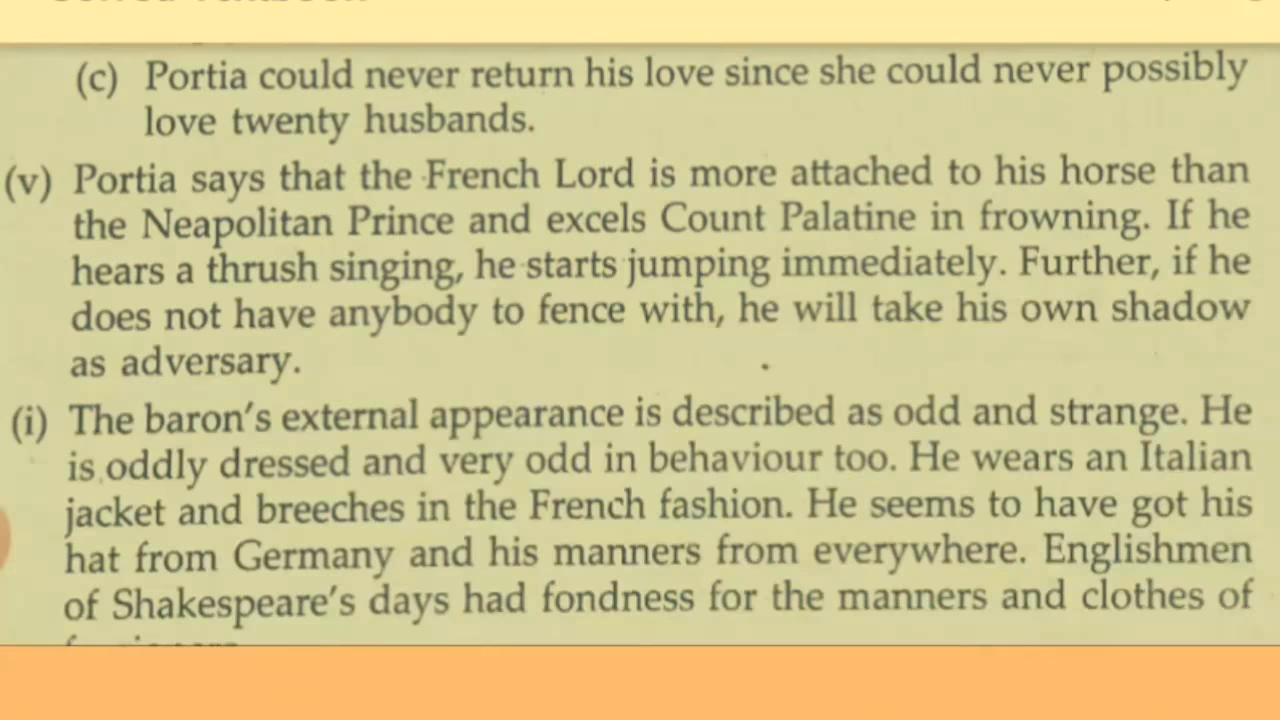 (c) Portia could never return his love since she could never possibly
love twenty husbands.
(v) Portia says that the French Lord is more attached to his horse than
the Neapolitan Prince and excels Count Palatine in frowning. If he
hears a thrush singing, he starts jumping immediately. Further, if he
does not have anybody to fence with, he will take his own shadow
as adversary.
(i) The baron's external appearance is described as odd and strange. He
is oddly dressed and very odd in behaviour too. He wears an Italian
jacket and breeches in the French fashion. He seems to have got his
hat from Germany and his manners from everywhere. Englishmen
of Shakespeare's days had fondness for the manners and clothes of